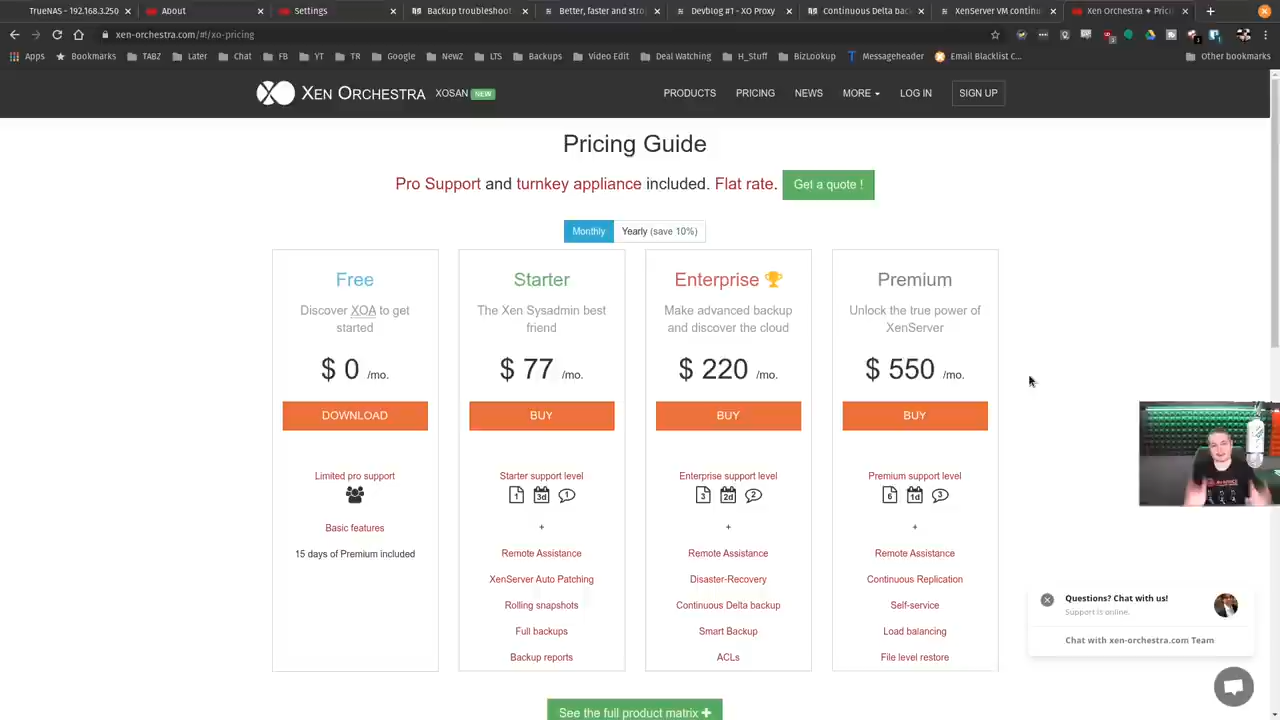 TrueNAS - 192.168.3.250
About
Settings
Backup troubleshoot
Better, faster and stro
Devblog #1 - XO Proxy
Continuous Delta bac
XenServer VM contin
Xen Orchestra • Pricin
xen-orchestra.com/#!/xo-pricing
Apps
Bookmarks
TABZ
Later
Chat
FB
YT
TR
Google
NewZ
LTS
Backups
Video Edit
Deal Watching
H_Stuff
BizLookup
Messageheader
Email Blacklist C...
Other bookmarks
XEN ORCHESTRA
XOSAN NEW
PRODUCTS
PRICING
NEWS
MORE
LOG IN
SIGN UP
Pricing Guide
Pro Support and turnkey appliance included. Flat rate. Get a quote !
Monthly
Yearly (save 10%)
Free
Discover XOA to get
started
$ 0 /mo.
DOWNLOAD
Limited pro support
Basic features
15 days of Premium included
Starter
The Xen Sysadmin best
friend
$ 77 /mo.
BUY
Starter support level
1 3d 1
+
Remote Assistance
XenServer Auto Patching
Rolling snapshots
Full backups
Backup reports
Enterprise
Make advanced backup
and discover the cloud
$ 220 /mo.
BUY
Enterprise support level
3 2d 2
+
Remote Assistance
Disaster-Recovery
Continuous Delta backup
Smart Backup
ACLs
Premium
Unlock the true power of
XenServer
$ 550 /mo.
BUY
Premium support level
6 1d 3
+
Remote Assistance
Continuous Replication
Self-service
Load balancing
File level restore
See the full product matrix +
Questions? Chat with us!
Support is online.
Chat with xen-orchestra.com Team